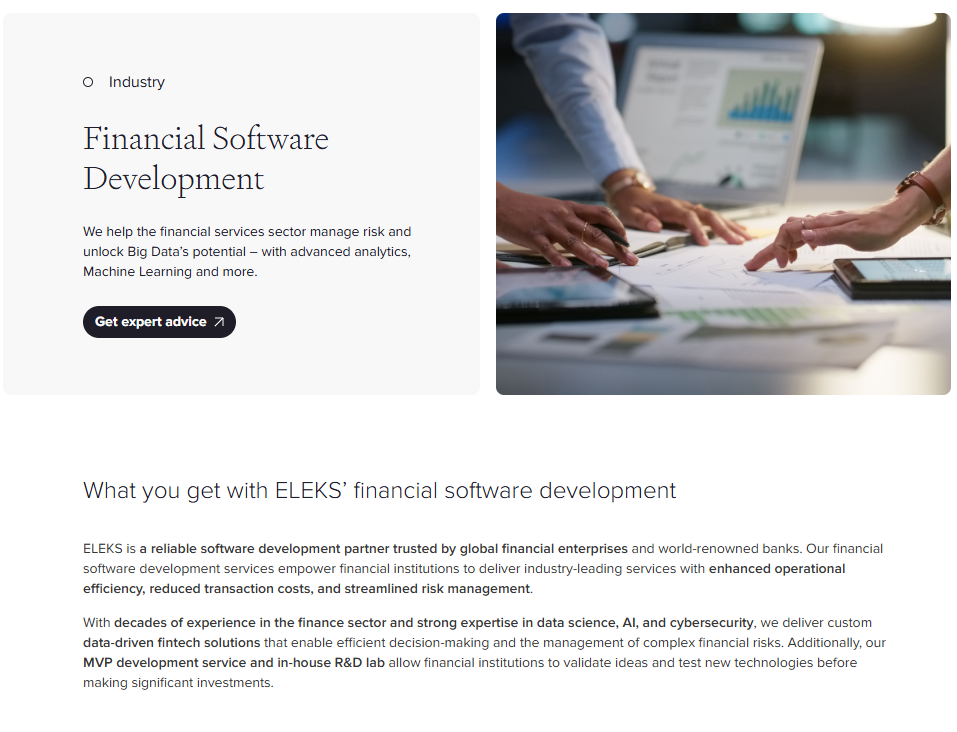 Industry
Financial Software
Development
We help the financial services sector manage risk and
unlock Big Data’s potential – with advanced analytics,
Machine Learning and more.
Get expert advice
What you get with ELEKS’ financial software development
ELEKS is a reliable software development partner trusted by global financial enterprises and world-renowned banks. Our financial
software development services empower financial institutions to deliver industry-leading services with enhanced operational
efficiency, reduced transaction costs, and streamlined risk management.
With decades of experience in the finance sector and strong expertise in data science, AI, and cybersecurity, we deliver custom
data-driven fintech solutions that enable efficient decision-making and the management of complex financial risks. Additionally, our
MVP development service and in-house R&D lab allow financial institutions to validate ideas and test new technologies before
making significant investments.